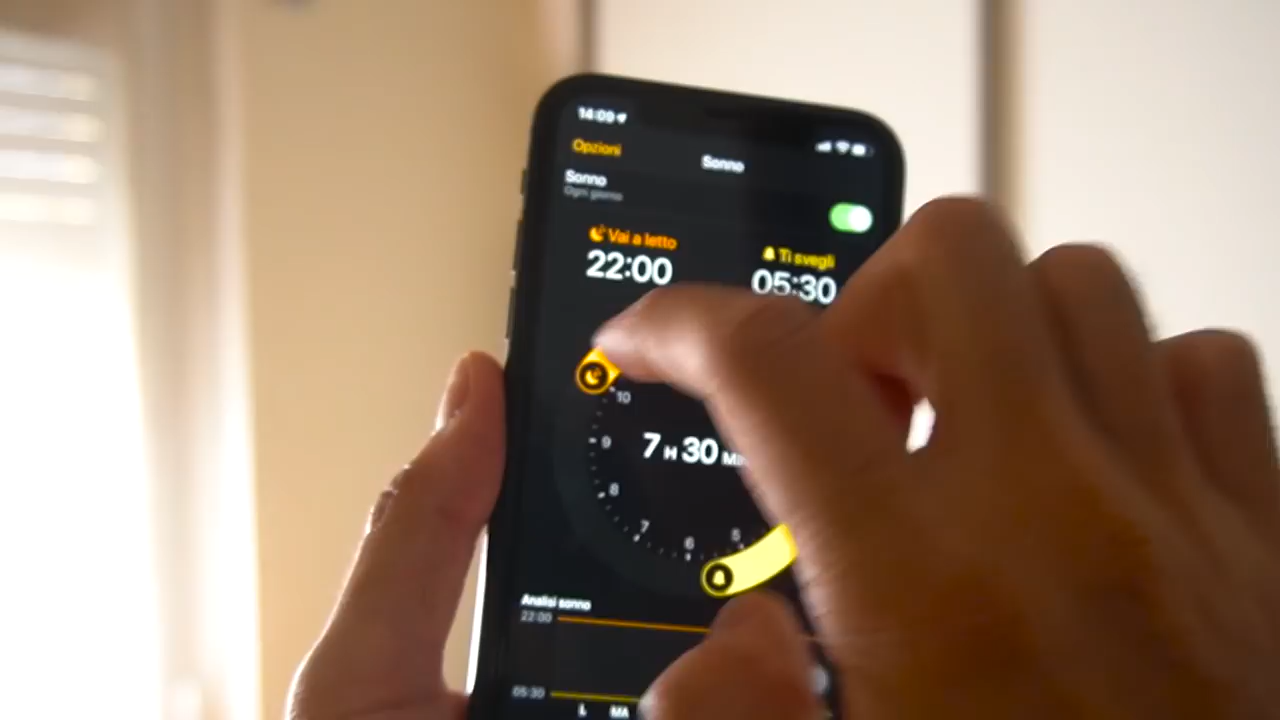 14:09
Opzioni
Sonno
Sonno
Ogni giorno
Vai a letto
Ti svegli
22:00
05:30
10
9
7 H 30
8
7
6
5
Analisi sonno
22:00
05:30
L MA